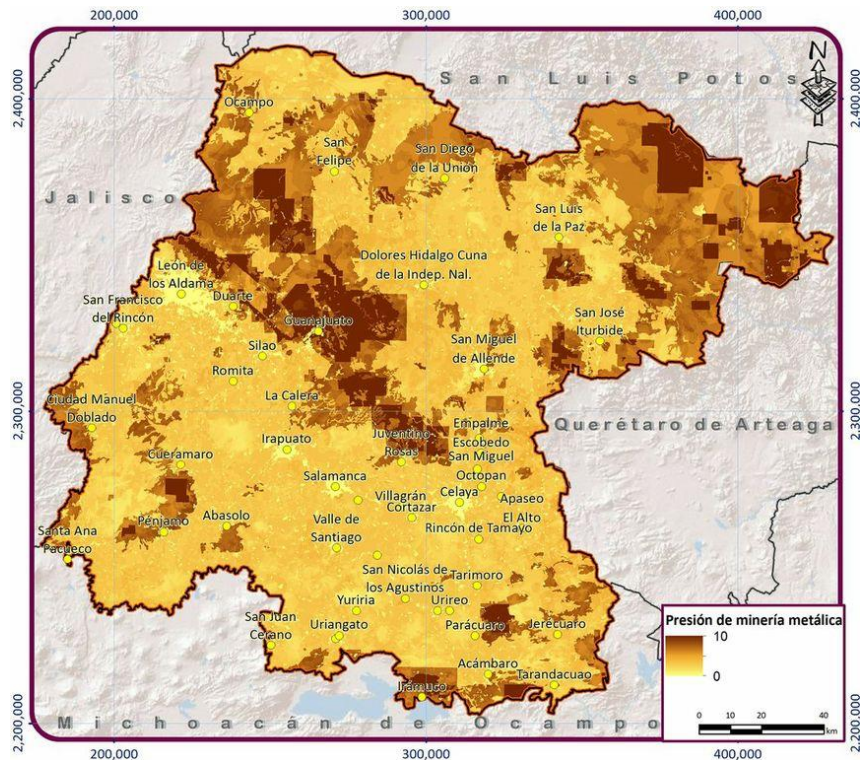 200,000
300,000
400,000
N
San Luis Potos
2,400,000
2,400,000
Ocampo
San
Felipe
San Diego
de la Unión
Jalisco
San Luis
de la Paz
Dolores Hidalgo Cuna
de la Indep. Nal.
León de
los Aldama
San Francisco
del Rincón
Duarte
Guanajuato
San José
Iturbide
Silao
San Miguel
de Allende
Romita
La Calera
Ciudad Manuel
Doblado
2,300,000
2,300,000
Querétaro de Arteaga
Empalme
Escobedo
Juventino
Rosas
Irapuato
San Miguel
Octopan
Cueramaro
Salamanca
Celaya
Villagrán
Cortazar
Apaseo
El Alto
Abasolo
Pénjamo
Valle de
Santiago
Rincón de Tamayo
Santa Ana
Pacueco
San Nicolás de
los Agustinos
Tarimoro
Yuriria
Urireo
San Juan
Cerano
Uriangato
Parácuaro
Jerécuaro
Presión de minería metálica
10
0
Acámbaro
Tarandacuao
Irámuco
0
10
20
40
km
Michoacán de Ocampo
2,200,000
2,200,000
200,000
300,000
400,000